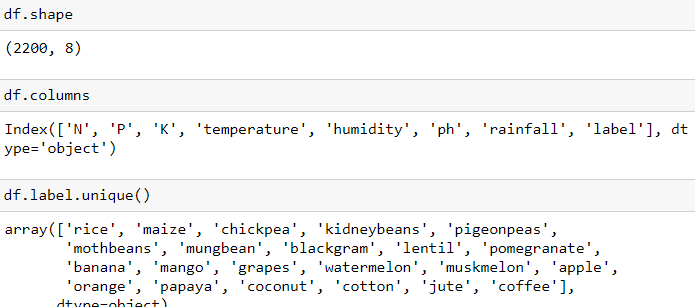 df.shape
(2200, 8)
df.columns
Index(['N', 'P', 'K', 'temperature', 'humidity', 'ph', 'rainfall', 'label'], dt
ype='object')
df.label.unique()
array(['rice', 'maize', 'chickpea', 'kidneybeans', 'pigeonpeas',
'mothbeans', 'mungbean', 'blackgram', 'lentil', 'pomegranate',
'banana', 'mango', 'grapes', 'watermelon', 'muskmelon', 'apple',
'orange', 'papaya', 'coconut', 'cotton', 'jute', 'coffee'],
dtype=object)